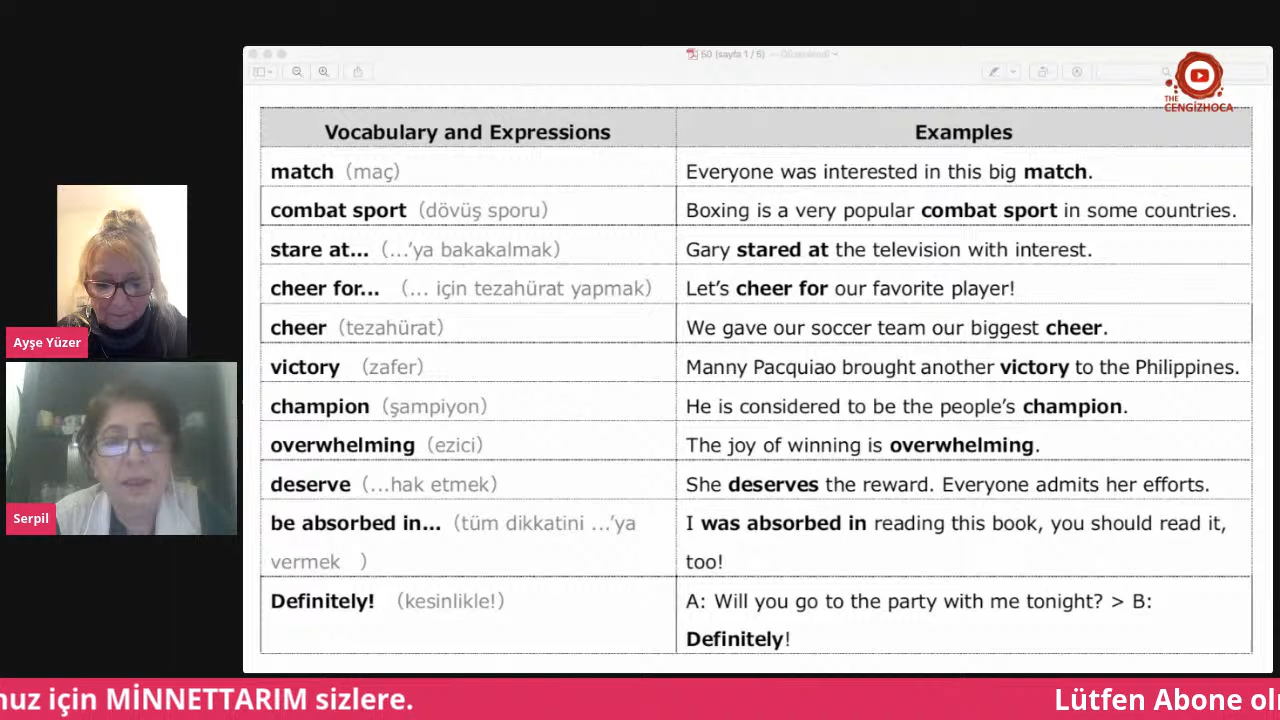 50 (sayfa 1 / 5) — Düzenlendi
THE
CENGİZHOCA
Vocabulary and Expressions Examples
match (maç) Everyone was interested in this big match.
combat sport (dövüş sporu) Boxing is a very popular combat sport in some countries.
stare at... (...’ya bakakalmak) Gary stared at the television with interest.
cheer for... (... için tezahürat yapmak) Let’s cheer for our favorite player!
cheer (tezahürat) We gave our soccer team our biggest cheer.
victory (zafer) Manny Pacquiao brought another victory to the Philippines.
champion (şampiyon) He is considered to be the people’s champion.
overwhelming (ezici) The joy of winning is overwhelming.
deserve (...hak etmek) She deserves the reward. Everyone admits her efforts.
be absorbed in... (tüm dikkatini ...’ya I was absorbed in reading this book, you should read it,
vermek ) too!
Definitely! (kesinlikle!) A: Will you go to the party with me tonight? > B:
Definitely!
Ayşe Yüzer
Serpil
için MİNNETTARIM sizlere. Lütfen Abone